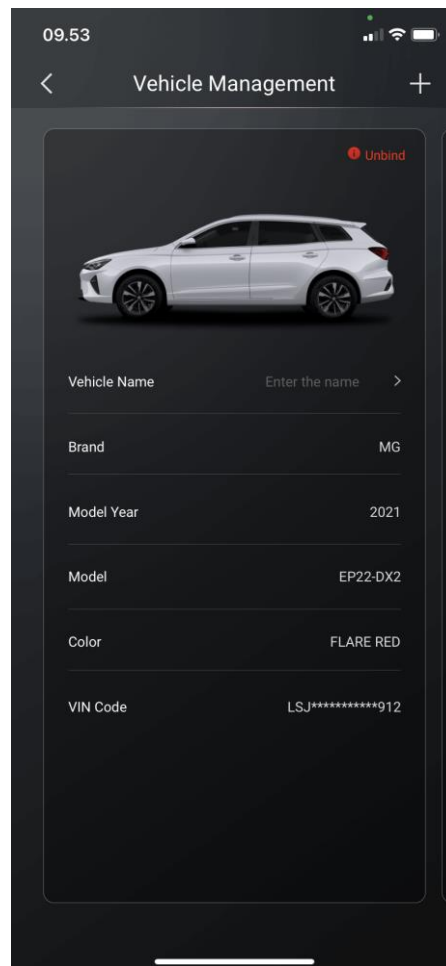 09.53
Vehicle Management
Unbind
Vehicle Name Enter the name
Brand MG
Model Year 2021
Model EP22-DX2
Color FLARE RED
VIN Code LSJ***********912